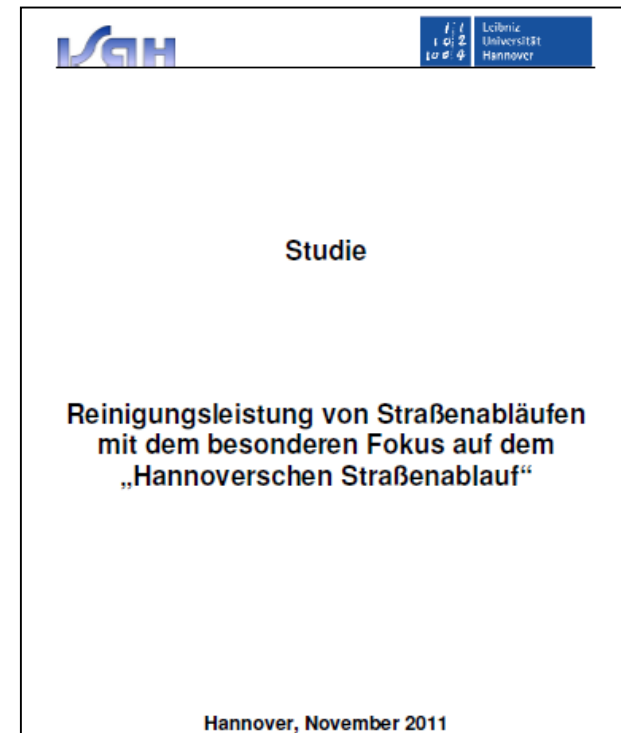 ISAH
Leibniz
Universität
Hannover
Studie
Reinigungsleistung von Straßenabläufen
mit dem besonderen Fokus auf dem
„Hannoverschen Straßenablauf“
Hannover, November 2011